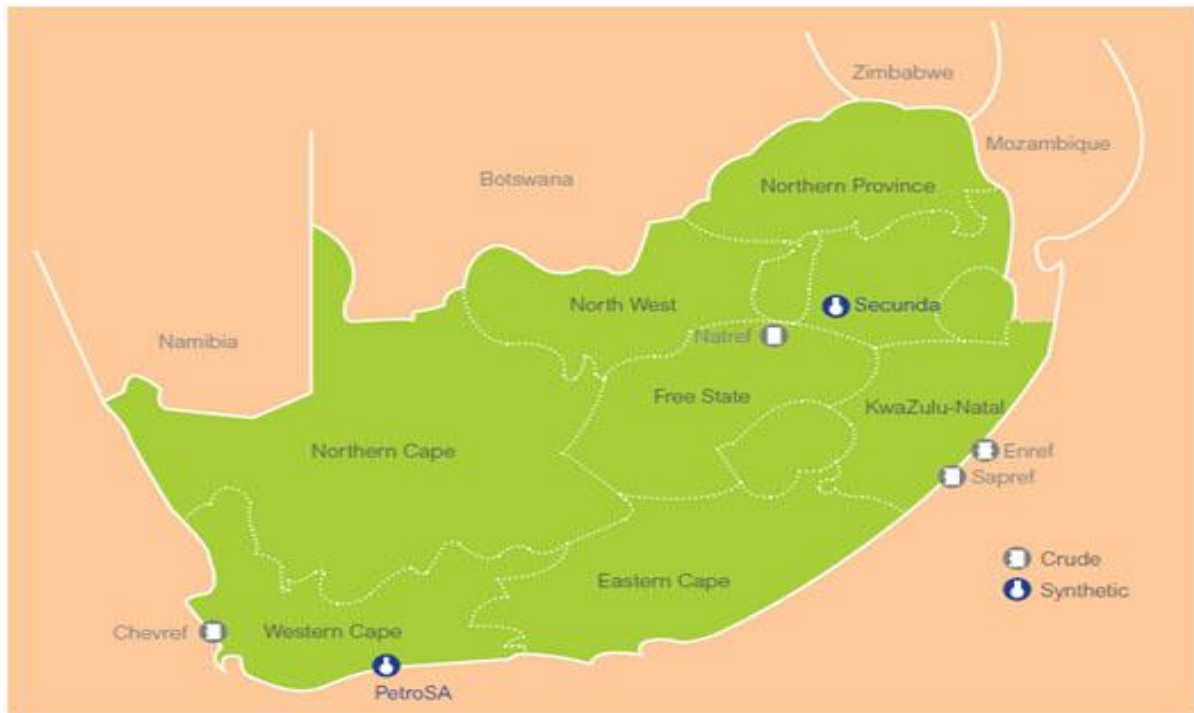 Zimbabwe
Mozambique
Botswana
Northern Province
North West
Secunda
Namibia
Natref
Free State
KwaZulu-Natal
Northern Cape
Enref
Sapref
Crude
Eastern Cape
Synthetic
Chevref
Western Cape
PetroSA